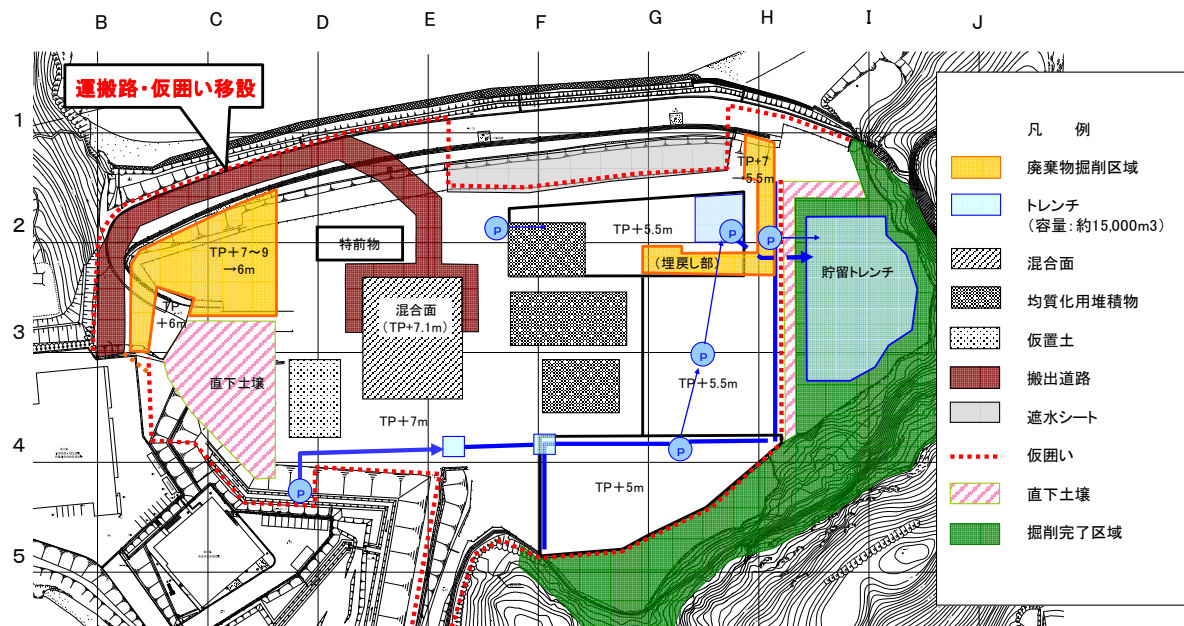 B C D E F G H I J
運搬路・仮囲い移設
1
2
3
4
5
TP+7
→5.5m
TP+5.5m
P
P
P
特前物
TP+7～9
→6m
(埋戻し部)
貯留トレンチ
TP
+6m
混合面
(TP+7.1m)
P
TP+5.5m
直下土壌
TP+7m
P
P
TP+5m
凡　例
廃棄物掘削区域
トレンチ
(容量：約15,000m3)
混合面
均質化用堆積物
仮置土
搬出道路
遮水シート
仮囲い
直下土壌
掘削完了区域